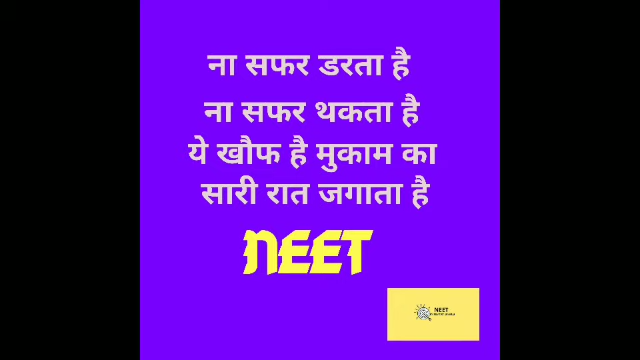 ना सफर डरता है
ना सफर थकता है
ये खौफ है मुकाम का
सारी रात जगाता है
NEET
NEET